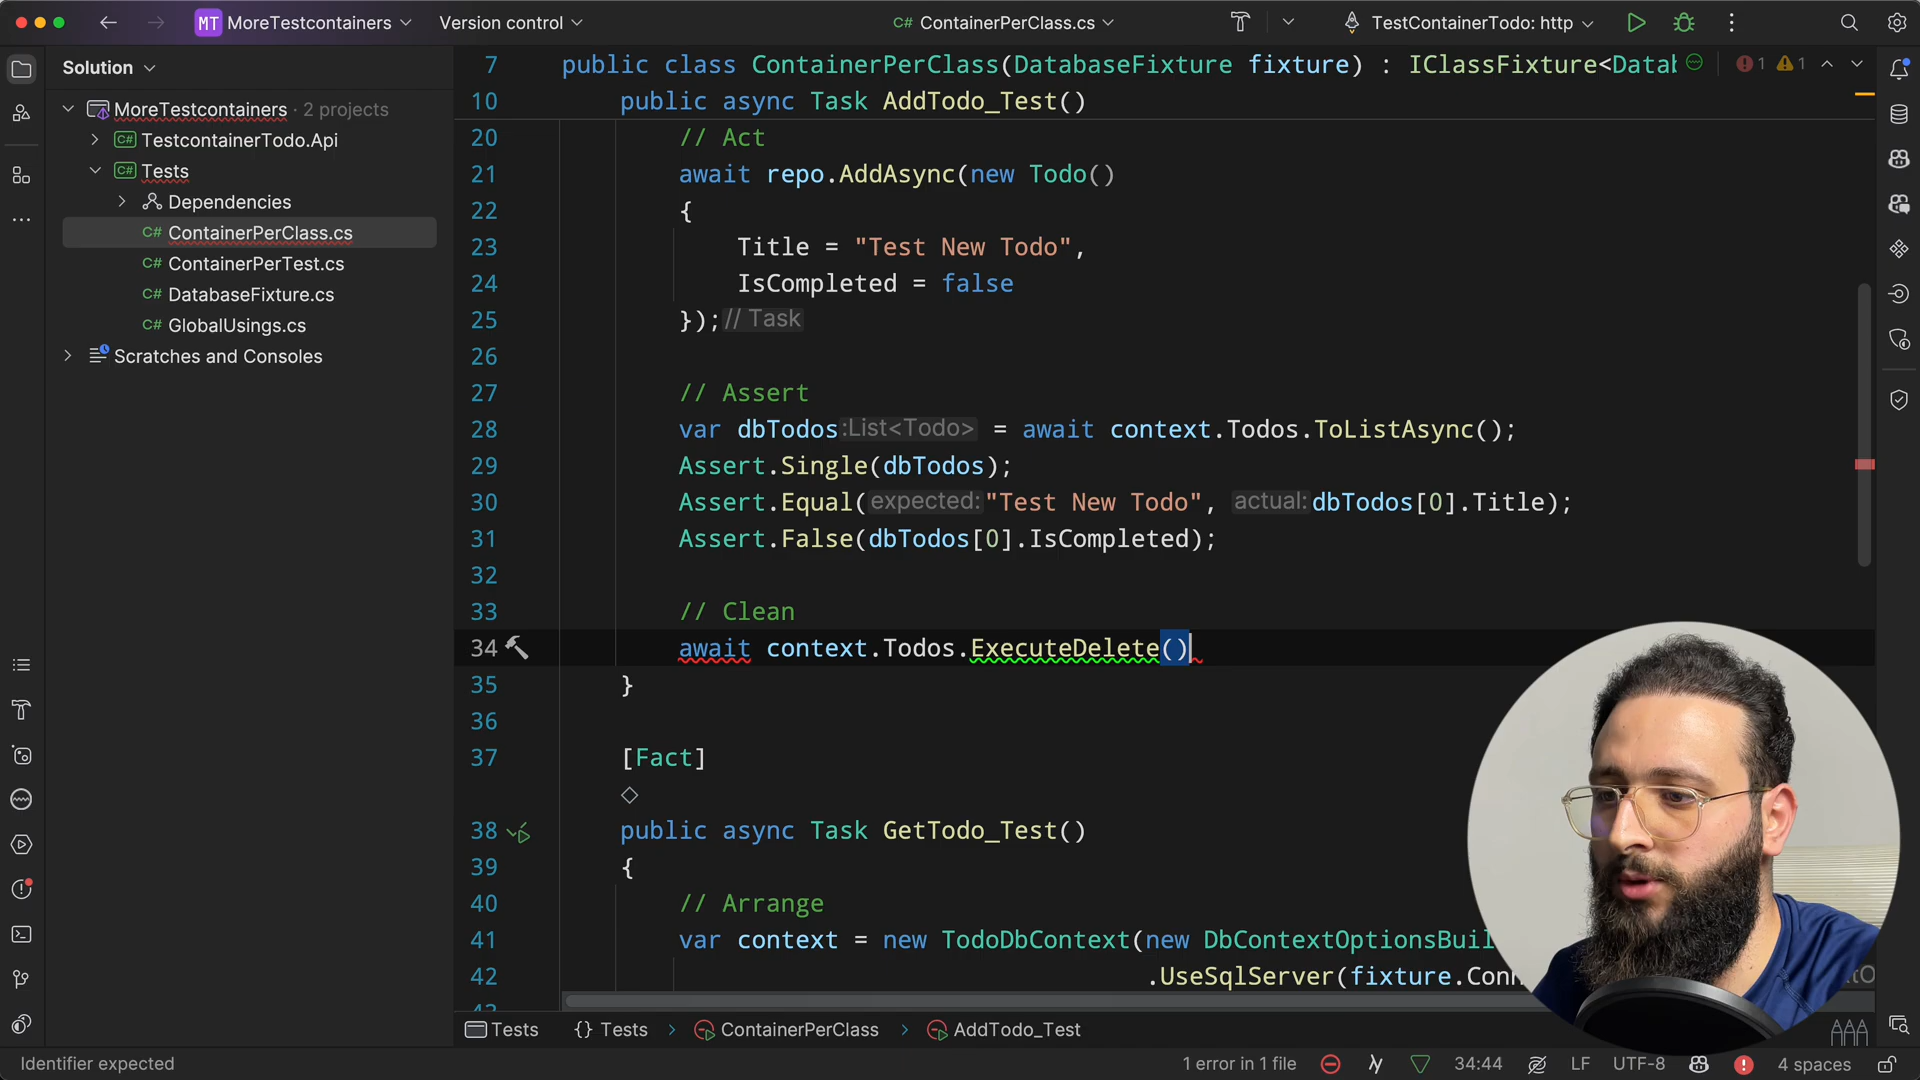 MT MoreTestcontainers
Version control
C# ContainerPerClass.cs
TestContainerTodo: http
Solution
MoreTestcontainers · 2 projects
C# TestcontainerTodo.Api
C# Tests
Dependencies
C# ContainerPerClass.cs
C# ContainerPerTest.cs
C# DatabaseFixture.cs
C# GlobalUsings.cs
Scratches and Consoles
7 public class ContainerPerClass(DatabaseFixture fixture) : IClassFixture<Datab
1 1
10 public async Task AddTodo_Test()
20 // Act
21 await repo.AddAsync(new Todo()
22 {
23 Title = "Test New Todo",
24 IsCompleted = false
25 }); // Task
26
27 // Assert
28 var dbTodos :List<Todo> = await context.Todos.ToListAsync();
29 Assert.Single(dbTodos);
30 Assert.Equal( expected: "Test New Todo", actual: dbTodos[0].Title);
31 Assert.False(dbTodos[0].IsCompleted);
32
33 // Clean
34 await context.Todos.ExecuteDelete()
35 }
36
37 [Fact]
38 public async Task GetTodo_Test()
39 {
40 // Arrange
41 var context = new TodoDbContext(new DbContextOptionsBuil
42 .UseSqlServer(fixture.Conn
Tests
{} Tests
ContainerPerClass
AddTodo_Test
Identifier expected
1 error in 1 file
34:44
LF
UTF-8
4 spaces